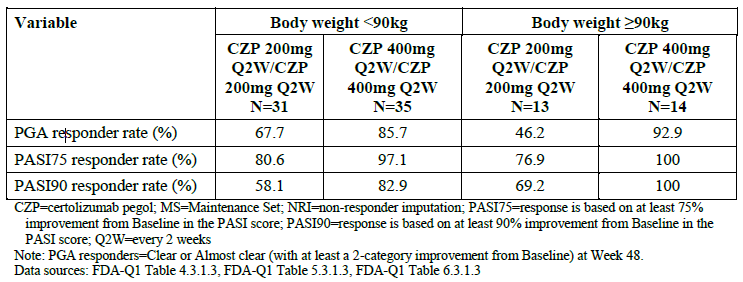 Variable Body weight <90kg Body weight ≥90kg
CZP 200mg CZP 400mg CZP 200mg CZP 400mg
Q2W/CZP Q2W/CZP Q2W/CZP Q2W/CZP
200mg Q2W 400mg Q2W 200mg Q2W 400mg Q2W
N=31 N=35 N=13 N=14
PGA responder rate (%) 67.7 85.7 46.2 92.9
PASI75 responder rate (%) 80.6 97.1 76.9 100
PASI90 responder rate (%) 58.1 82.9 69.2 100
CZP=certolizumab pegol; MS=Maintenance Set; NRI=non-responder imputation; PASI75=response is based on at least 75%
improvement from Baseline in the PASI score; PASI90=response is based on at least 90% improvement from Baseline in the
PASI score; Q2W=every 2 weeks
Note: PGA responders=Clear or Almost clear (with at least a 2-category improvement from Baseline) at Week 48.
Data sources: FDA-Q1 Table 4.3.1.3, FDA-Q1 Table 5.3.1.3, FDA-Q1 Table 6.3.1.3